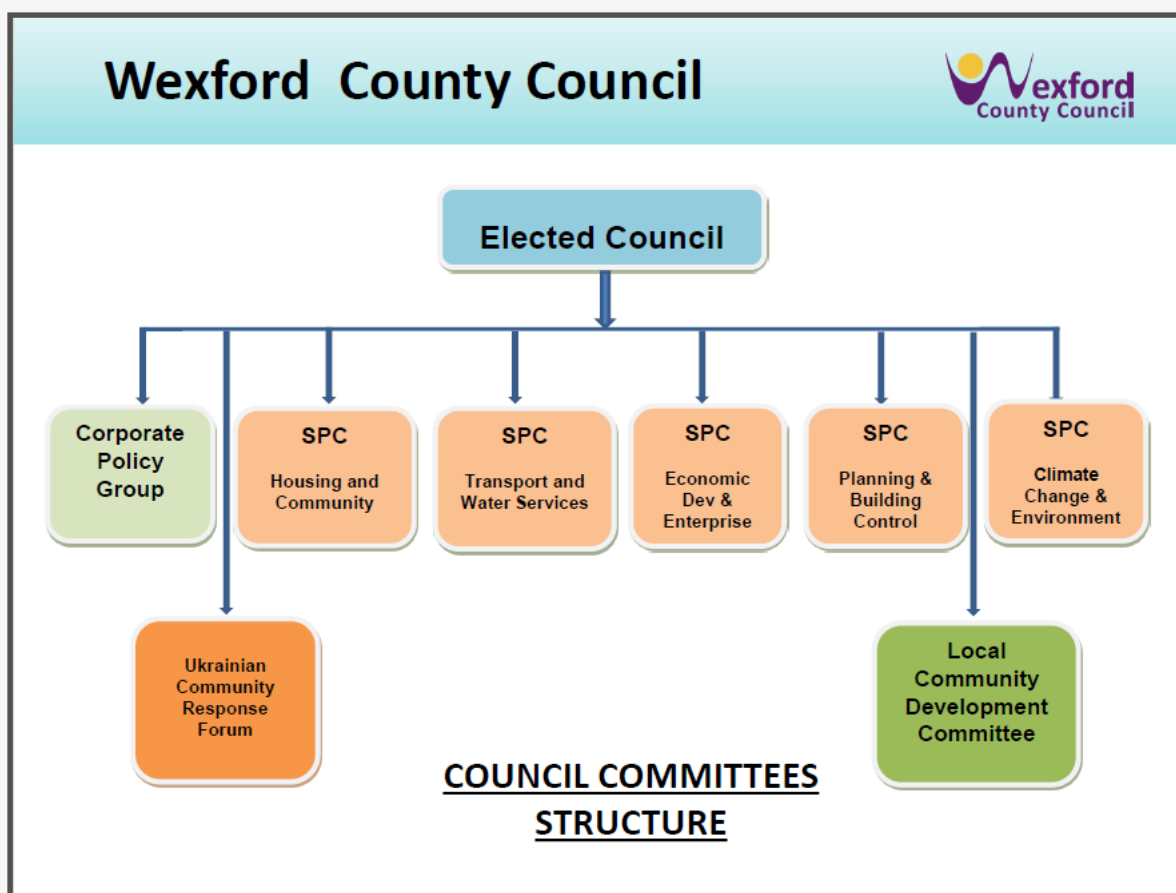 Wexford County Council
Wexford
County Council
Elected Council
Corporate
Policy
Group
SPC
Housing and
Community
SPC
Transport and
Water Services
SPC
Economic
Dev &
Enterprise
SPC
Planning &
Building
Control
SPC
Climate
Change &
Environment
Ukrainian
Community
Response
Forum
Local
Community
Development
Committee
COUNCIL COMMITTEES
STRUCTURE